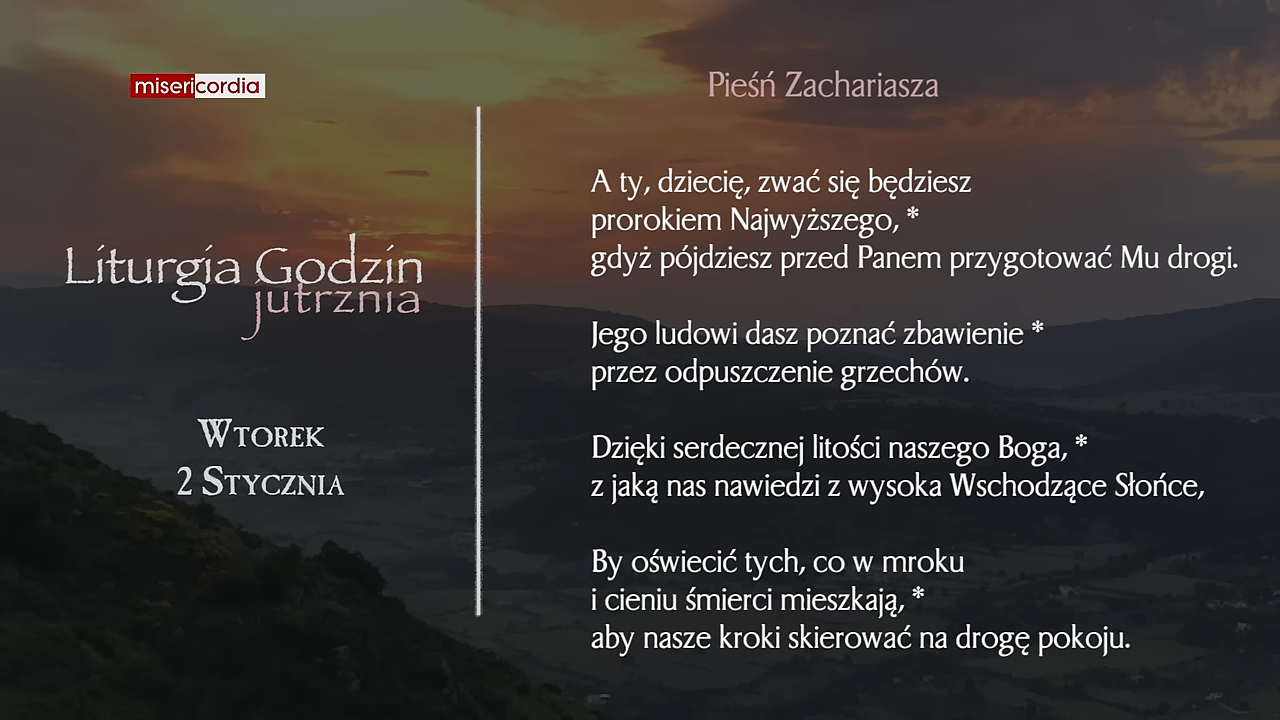 misericordia
Liturgia Godzin
jutrznia
Wtorek
2 Stycznia
Pieśń Zachariasza
A ty, dziecię, zwać się będziesz
prorokiem Najwyższego, *
gdyż pójdziesz przed Panem przygotować Mu drogi.
Jego ludowi dasz poznać zbawienie *
przez odpuszczenie grzechów.
Dzięki serdecznej litości naszego Boga, *
z jaką nas nawiedzi z wysoka Wschodzące Słońce,
By oświecić tych, co w mroku
i cieniu śmierci mieszkają, *
aby nasze kroki skierować na drogę pokoju.